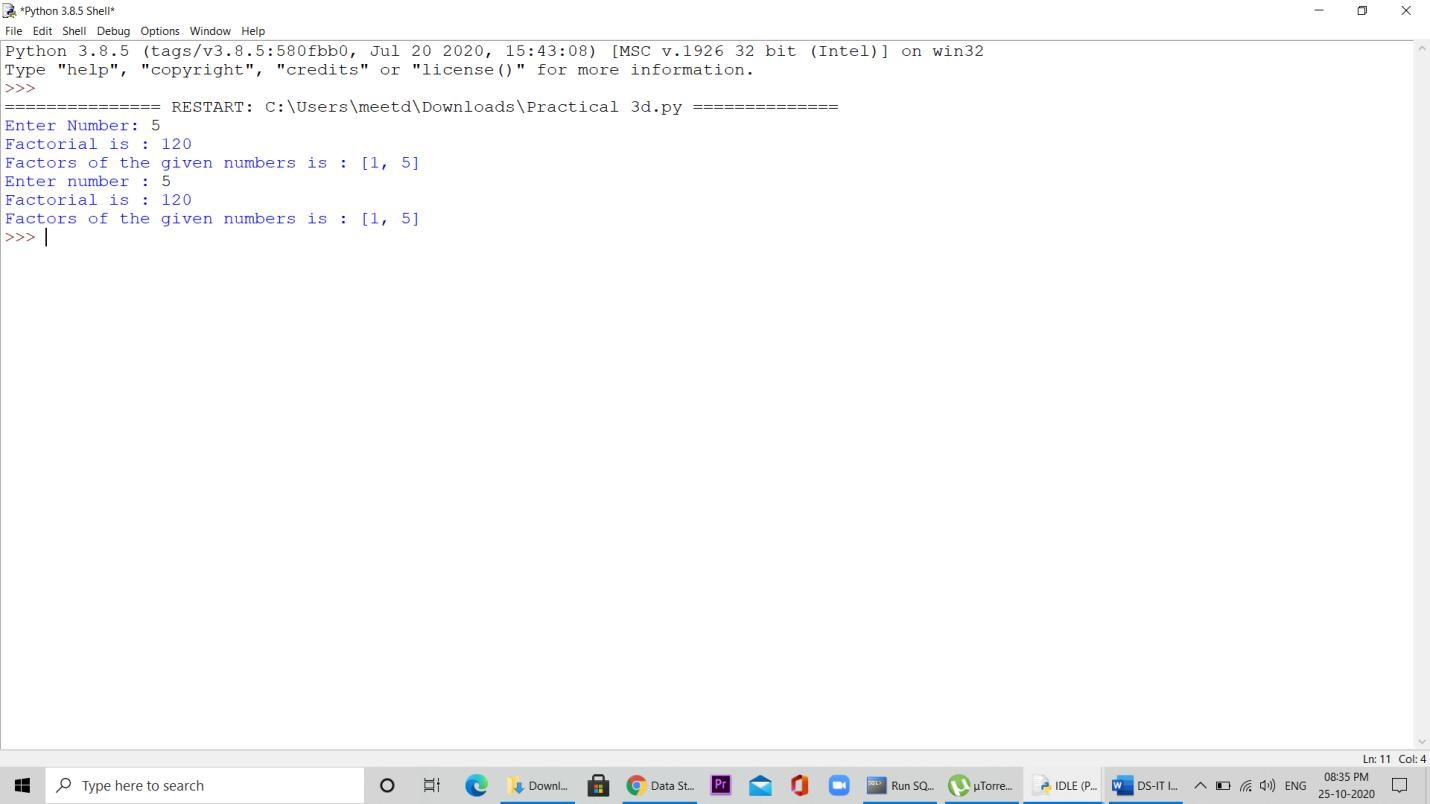 *Python 3.8.5 Shell*
File Edit Shell Debug Options Window Help
Python 3.8.5 (tags/v3.8.5:580fbb0, Jul 20 2020, 15:43:08) [MSC v.1926 32 bit (Intel)] on win32
Type "help", "copyright", "credits" or "license()" for more information.
>>>
=============== RESTART: C:\Users\meetd\Downloads\Practical 3d.py ==============
Enter Number: 5
Factorial is : 120
Factors of the given numbers is : [1, 5]
Enter number : 5
Factorial is : 120
Factors of the given numbers is : [1, 5]
>>>
Ln: 11 Col: 4
Type here to search Downl... Data St... Pr Run SQ... µTorre... IDLE (P... W DS-IT I... ENG 08:35 PM
25-10-2020